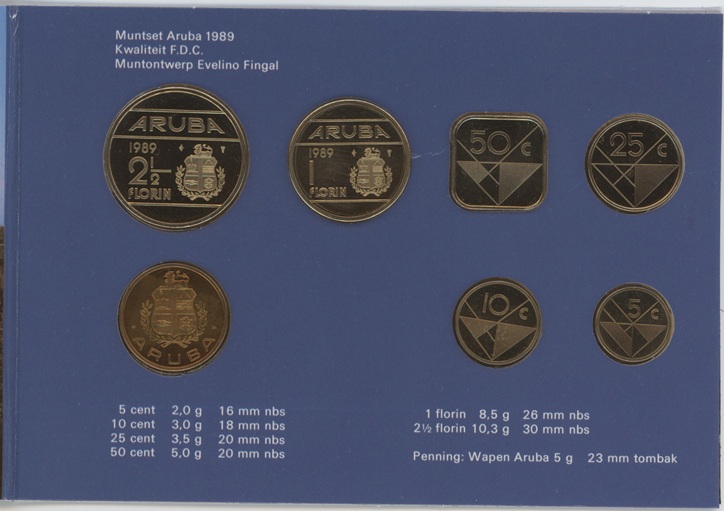 Muntset Aruba 1989
Kwaliteit F.D.C.
Muntontwerp Evelino Fingal
ARUBA
1989
2½
FLORIN
ARUBA
1989
1
FLORIN
50 C
25 C
ARUBA
10 C
5 C
5 cent 2,0 g 16 mm nbs
10 cent 3,0 g 18 mm nbs
25 cent 3,5 g 20 mm nbs
50 cent 5,0 g 20 mm nbs
1 florin 8,5 g 26 mm nbs
2½ florin 10,3 g 30 mm nbs
Penning: Wapen Aruba 5 g 23 mm tombak